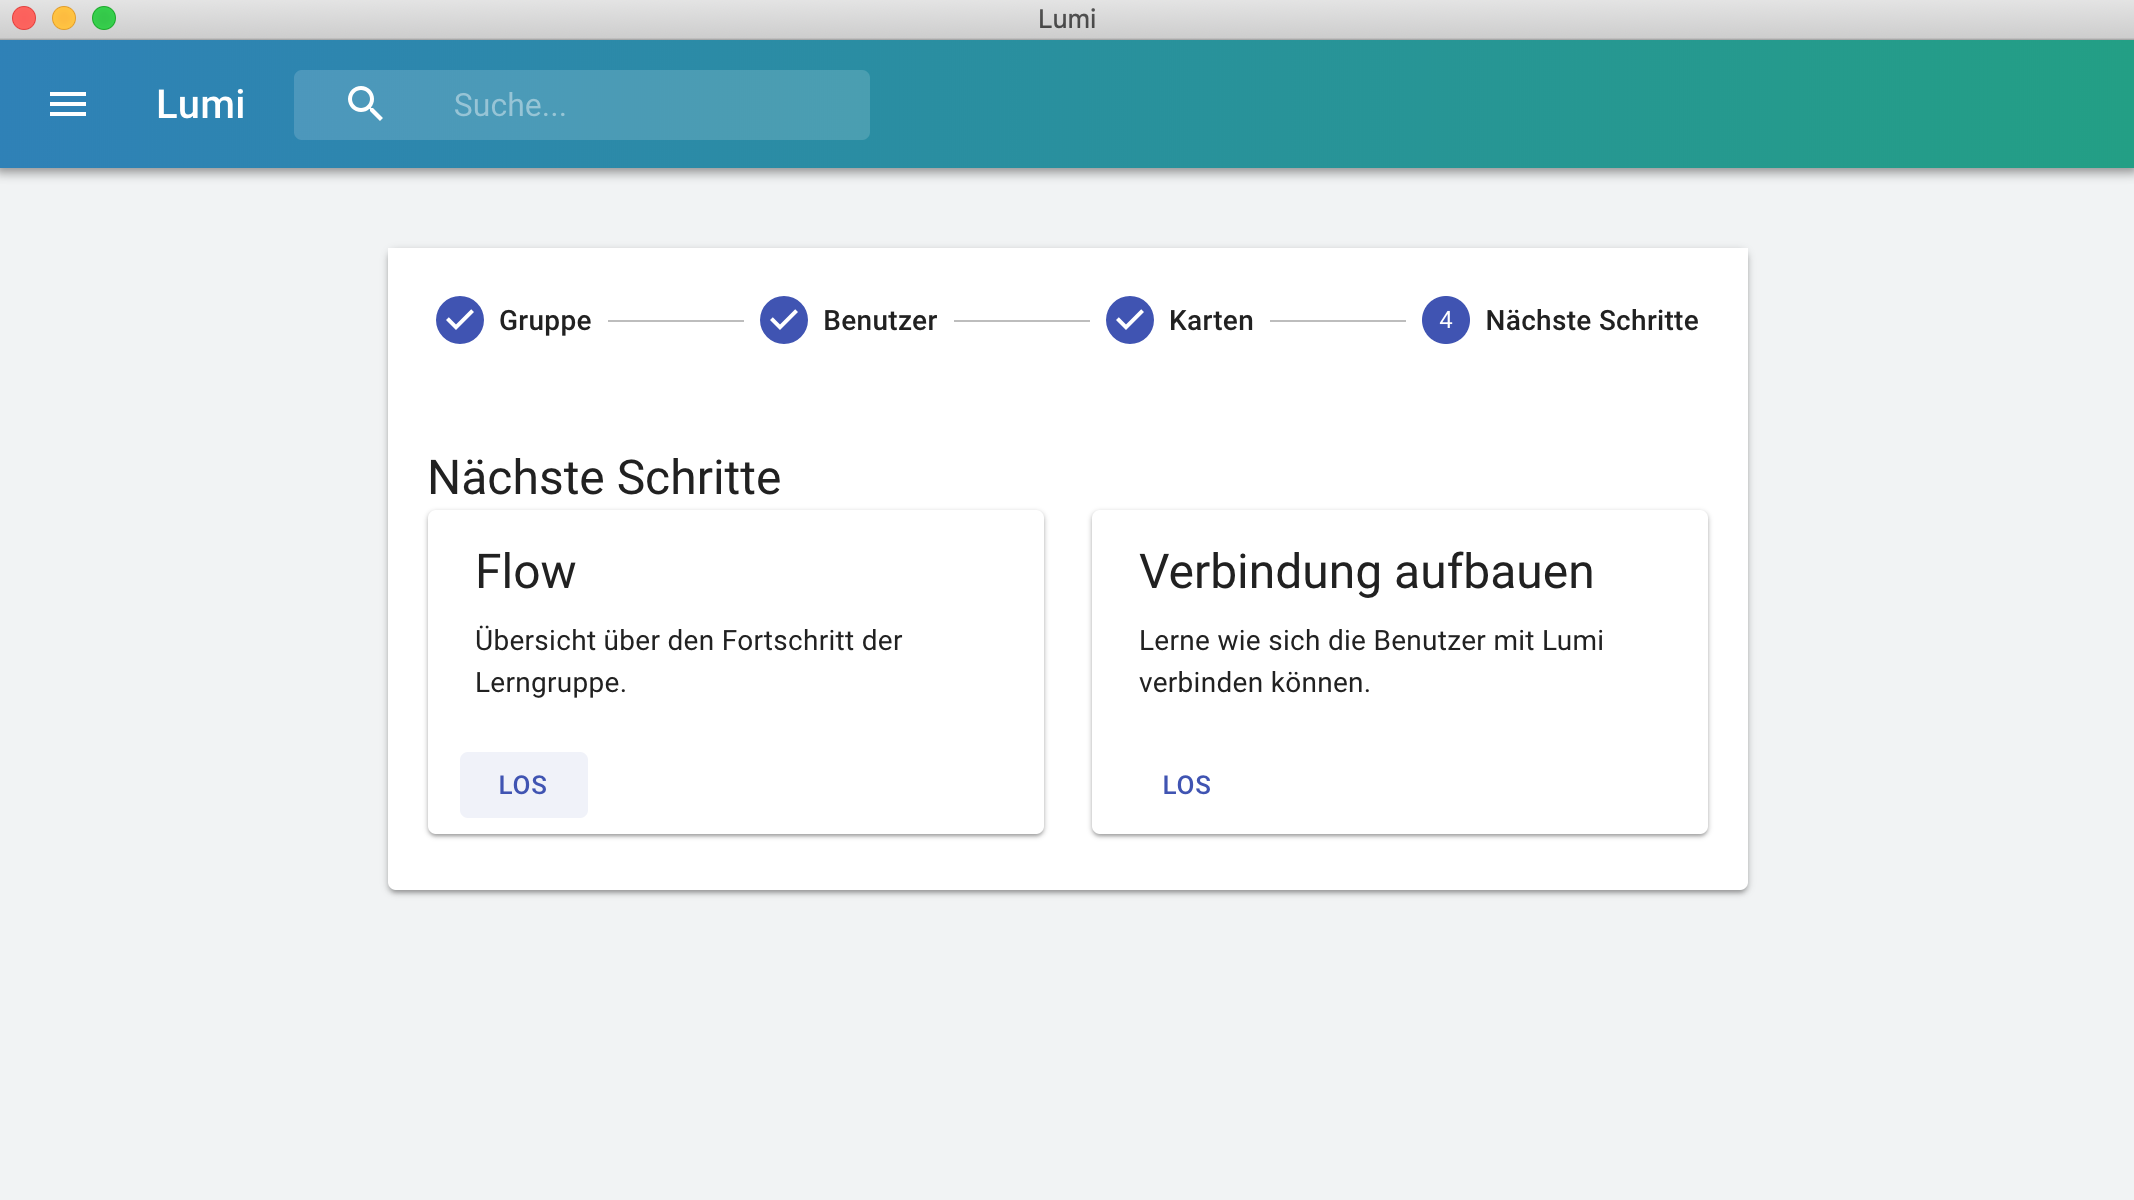 Lumi
Lumi
Suche...
Gruppe
Benutzer
Karten
4
Nächste Schritte
Nächste Schritte
Flow
Übersicht über den Fortschritt der
Lerngruppe.
LOS
Verbindung aufbauen
Lerne wie sich die Benutzer mit Lumi
verbinden können.
LOS